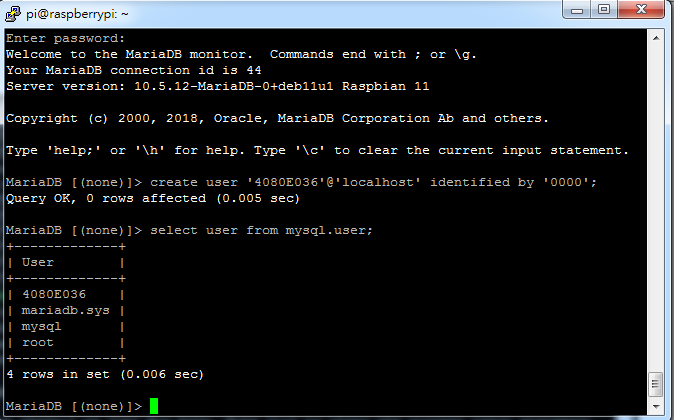 pi@raspberrypi: ~
Enter password:
Welcome to the MariaDB monitor.  Commands end with ; or \g.
Your MariaDB connection id is 44
Server version: 10.5.12-MariaDB-0+deb11u1 Raspbian 11
Copyright (c) 2000, 2018, Oracle, MariaDB Corporation Ab and others.
Type 'help;' or '\h' for help. Type '\c' to clear the current input statement.
MariaDB [(none)]> create user '4080E036'@'localhost' identified by '0000';
Query OK, 0 rows affected (0.005 sec)
MariaDB [(none)]> select user from mysql.user;
+-------------+
| User        |
+-------------+
| 4080E036    |
| mariadb.sys |
| mysql       |
| root        |
+-------------+
4 rows in set (0.006 sec)
MariaDB [(none)]>